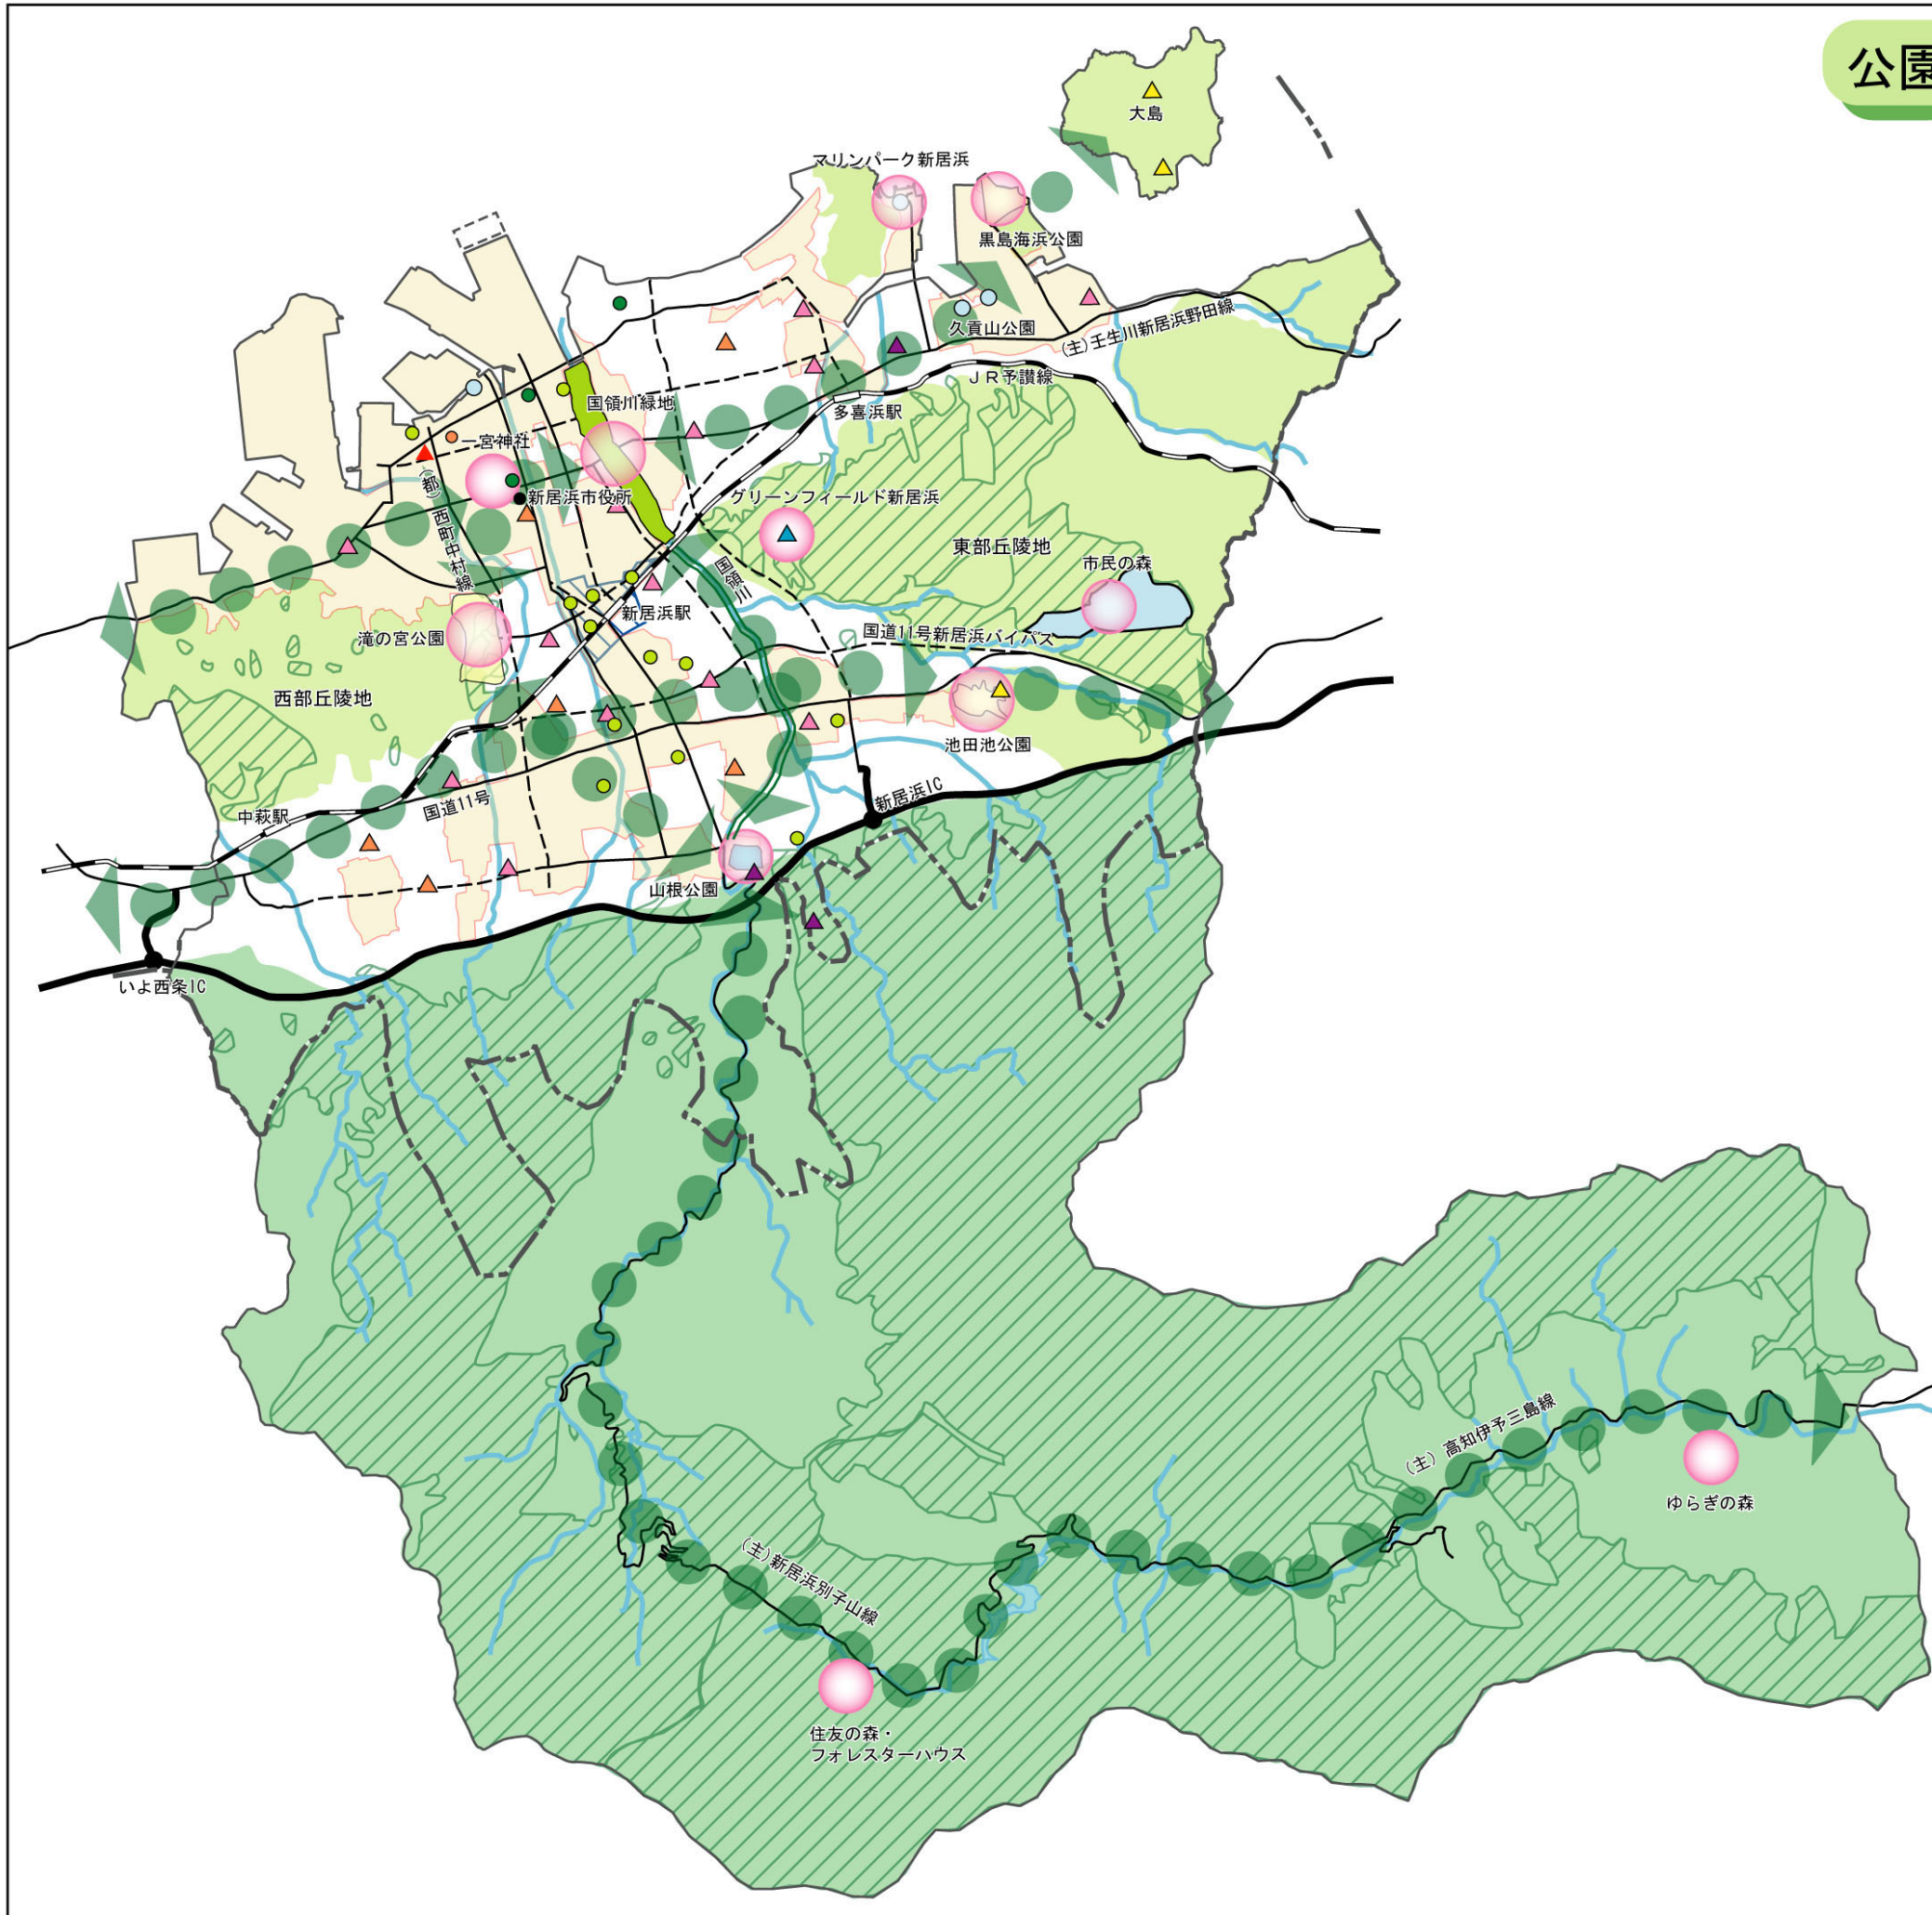 公園
大島
マリンパーク新居浜
黒島海浜公園
久貢山公園
(主)壬生川新居浜野田線
JR予讃線
多喜浜駅
国領川緑地
一宮神社
新居浜市役所
(都)西町中村線
グリーンフィールド新居浜
東部丘陵地
市民の森
国領川
新居浜駅
滝の宮公園
国道11号新居浜バイパス
西部丘陵地
池田池公園
新居浜IC
国道11号
中萩駅
山根公園
いよ西条IC
(主)高知伊予三島線
ゆらぎの森
(主)新居浜別子山線
住友の森・
フォレスターハウス